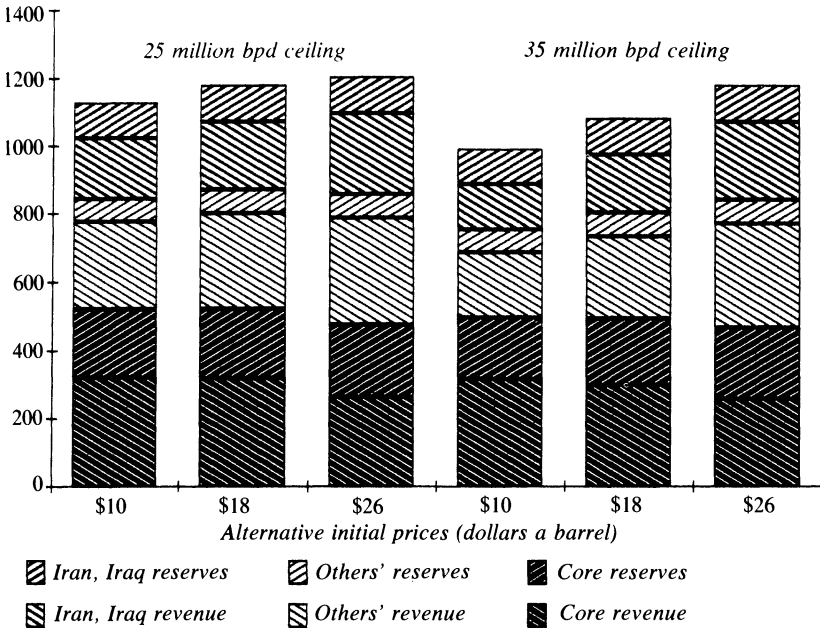 1400
25 million bpd ceiling 35 million bpd ceiling
1200
1000
800
600
400
200
0
$10 $18 $26 $10 $18 $26
Alternative initial prices (dollars a barrel)
Iran, Iraq reserves Others' reserves Core reserves
Iran, Iraq revenue Others' revenue Core revenue